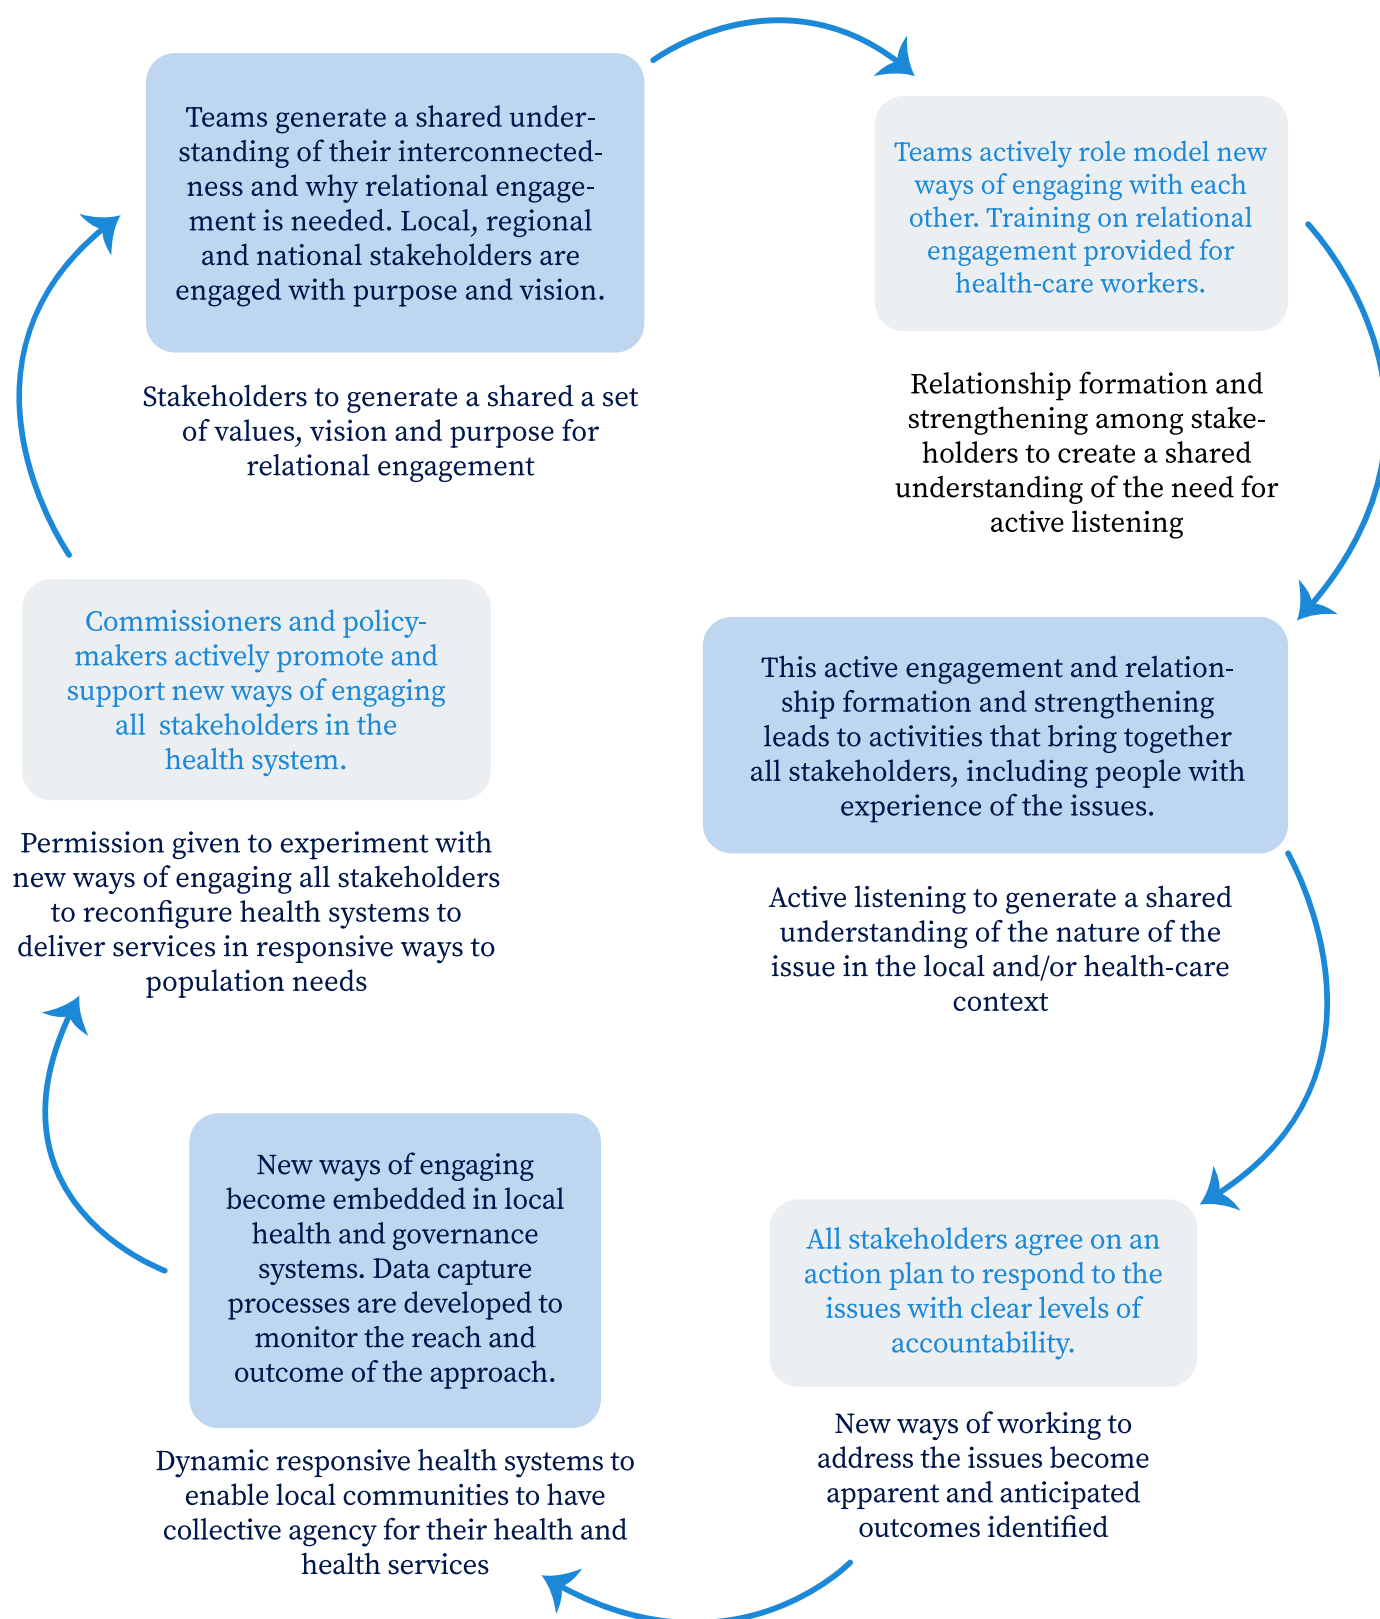 Teams generate a shared under-
standing of their interconnected-
ness and why relational engage-
ment is needed. Local, regional
and national stakeholders are
engaged with purpose and vision.
Stakeholders to generate a shared a set
of values, vision and purpose for
relational engagement
Teams actively role model new
ways of engaging with each
other. Training on relational
engagement provided for
health-care workers.
Relationship formation and
strengthening among stake-
holders to create a shared
understanding of the need for
active listening
This active engagement and relation-
ship formation and strengthening
leads to activities that bring together
all stakeholders, including people with
experience of the issues.
Active listening to generate a shared
understanding of the nature of the
issue in the local and/or health-care
context
All stakeholders agree on an
action plan to respond to the
issues with clear levels of
accountability.
New ways of working to
address the issues become
apparent and anticipated
outcomes identified
New ways of engaging
become embedded in local
health and governance
systems. Data capture
processes are developed to
monitor the reach and
outcome of the approach.
Dynamic responsive health systems to
enable local communities to have
collective agency for their health and
health services
Commissioners and policy-
makers actively promote and
support new ways of engaging
all stakeholders in the
health system.
Permission given to experiment with
new ways of engaging all stakeholders
to reconfigure health systems to
deliver services in responsive ways to
population needs